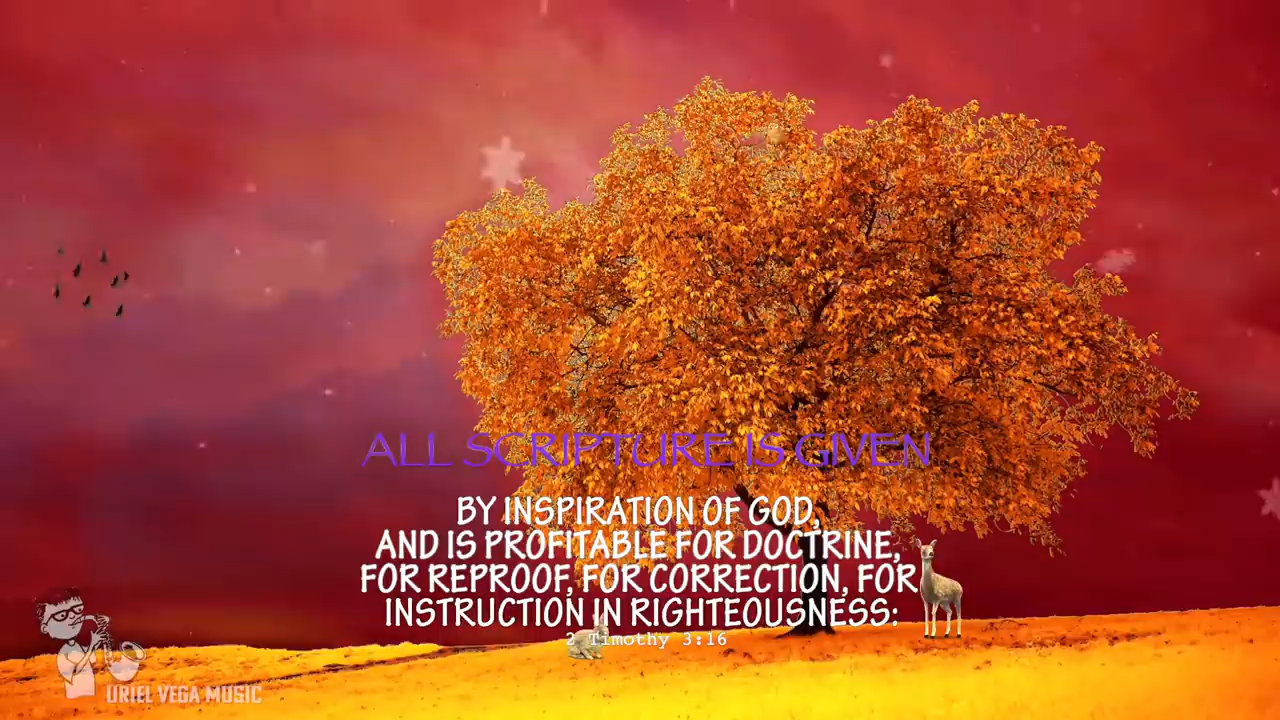 ALL SCRIPTURE IS GIVEN
BY INSPIRATION OF GOD,
AND IS PROFITABLE FOR DOCTRINE,
FOR REPROOF, FOR CORRECTION, FOR
INSTRUCTION IN RIGHTEOUSNESS:
2 Timothy 3:16
URIEL VEGA MUSIC